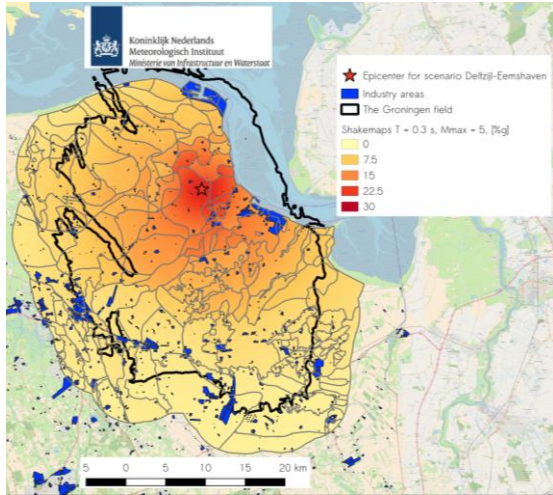 Koninklijk Nederlands
Meteorologisch Instituut
Ministerie van Infrastructuur en Waterstaat
Epicenter for scenario Delfzijl-Eemshaven
Industry areas
The Groningen field
Shakemaps T = 0.3 s, Mmax = 5, [%g]
0
7.5
15
22.5
30
5 0 5 10 15 20 km